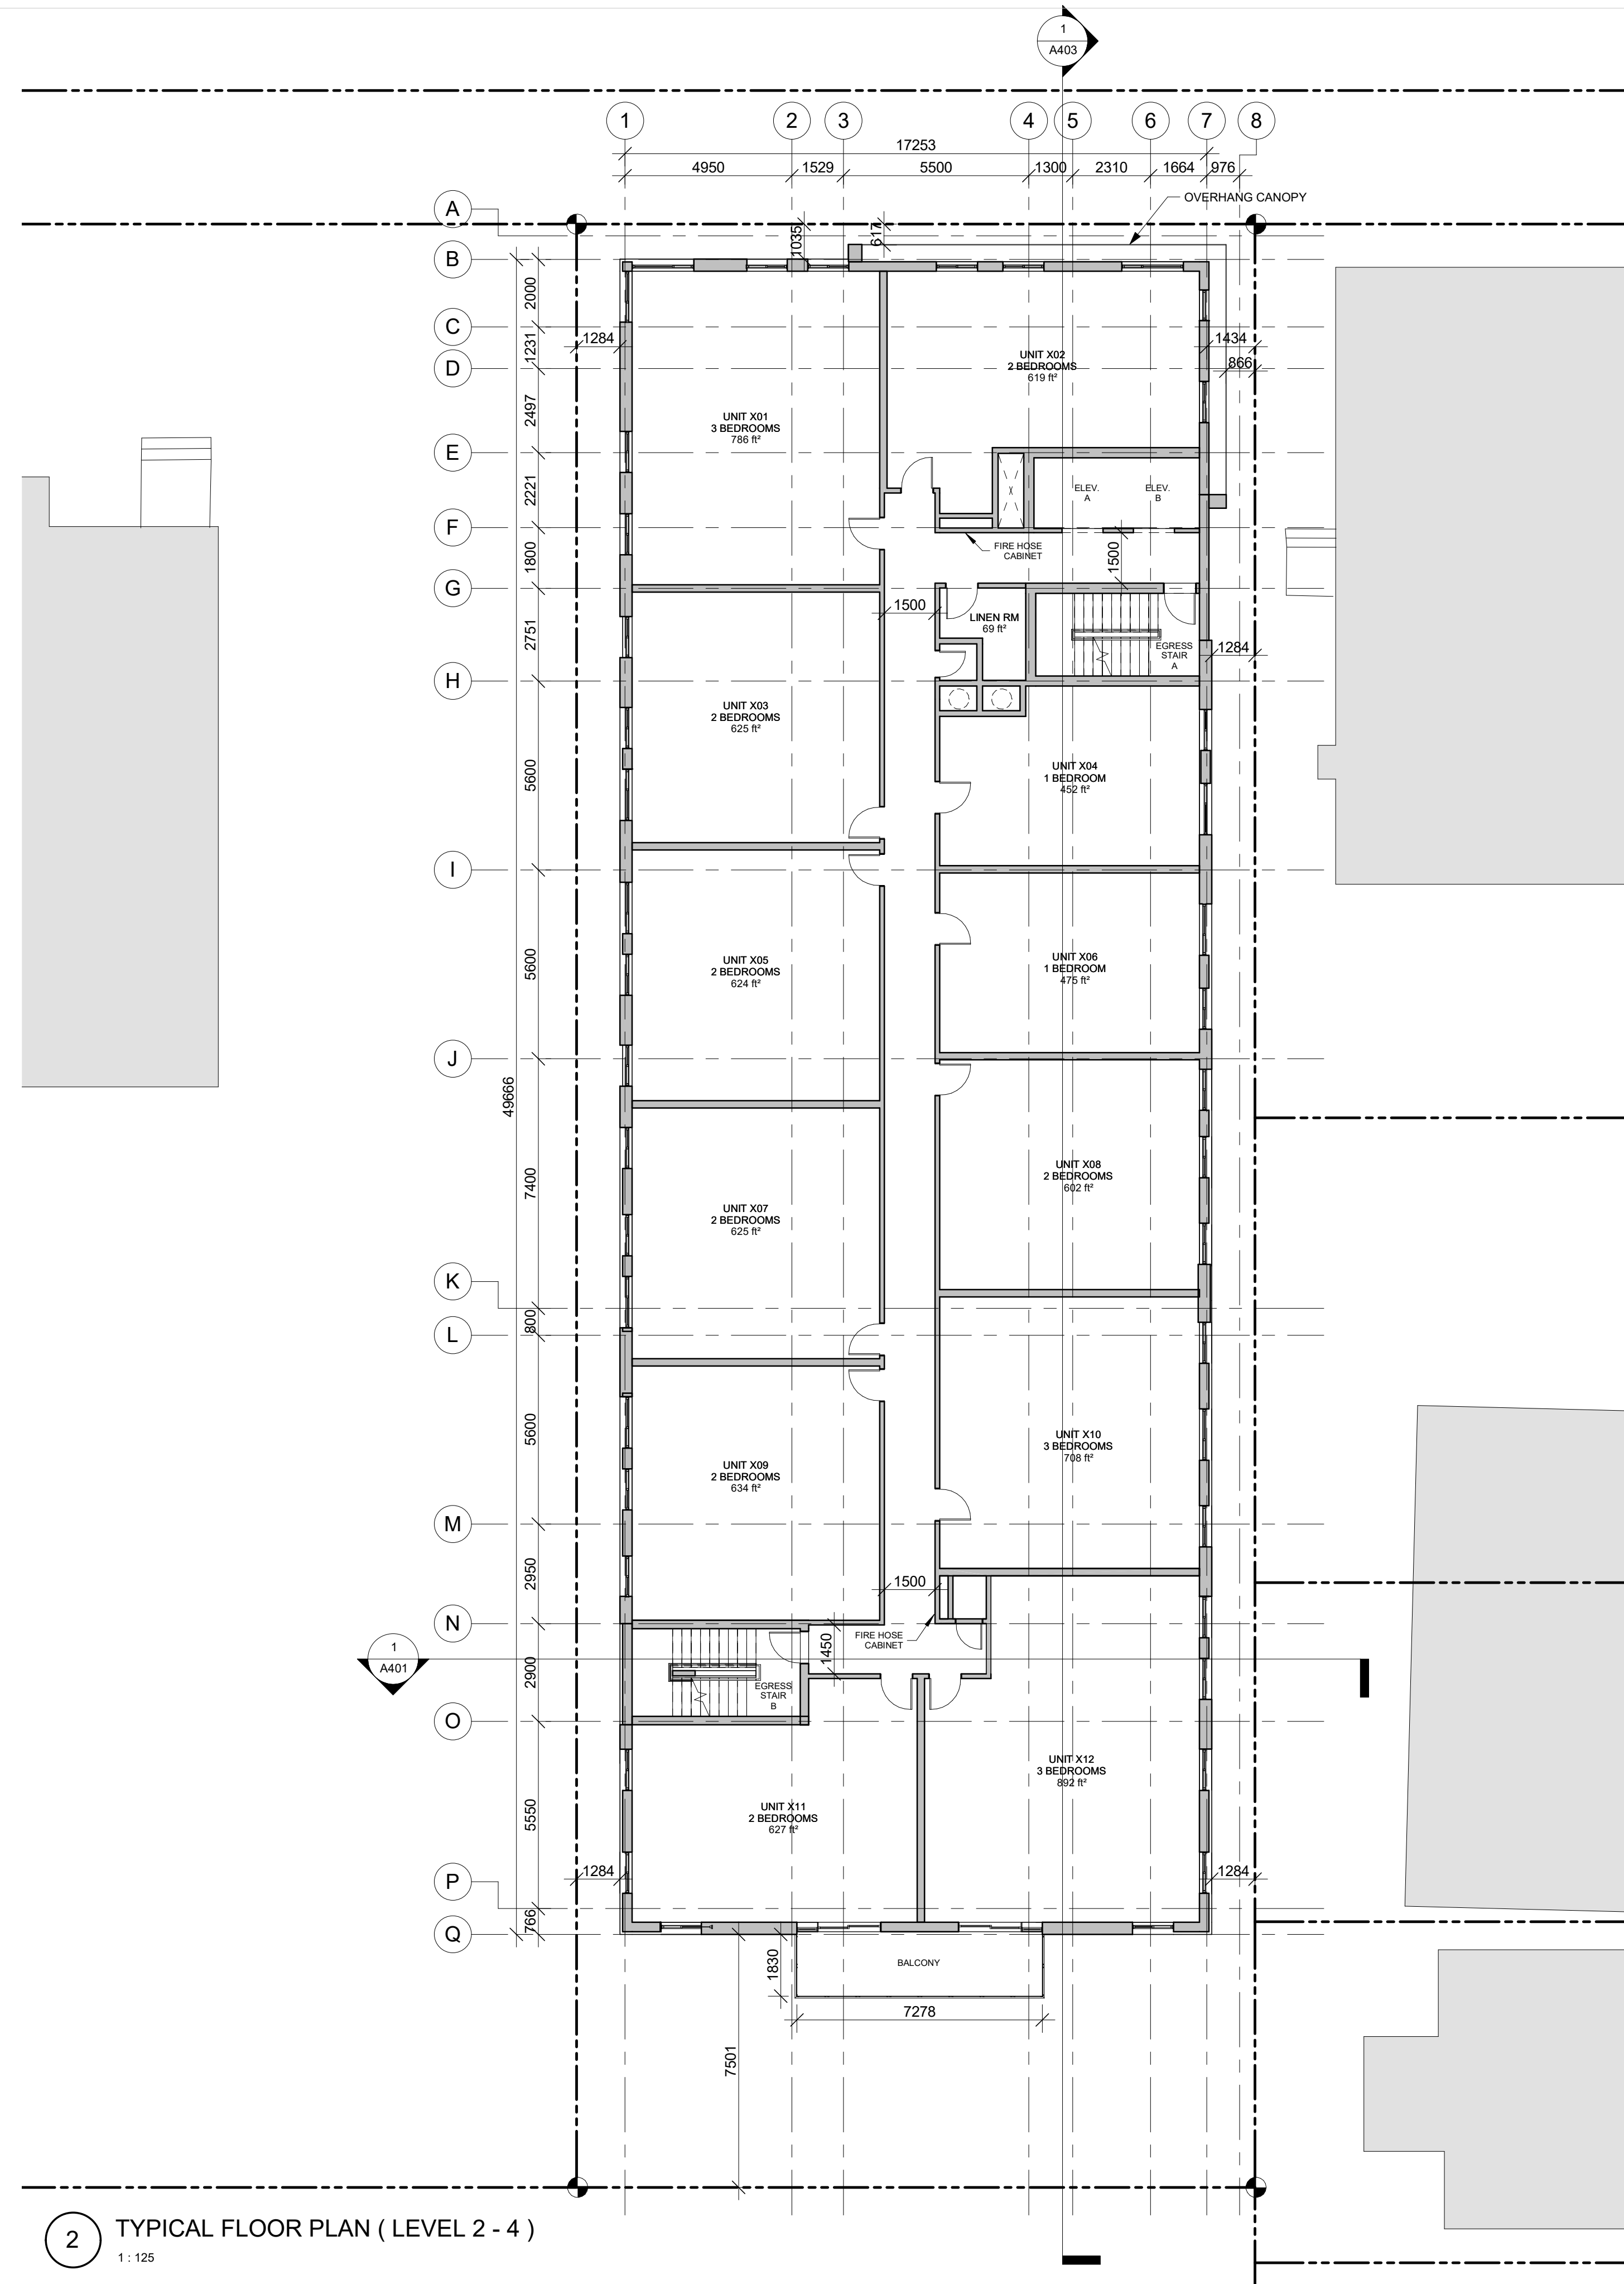 1
A403
1
2
3
4
5
6
7
8
17253
4950
1529
5500
1300
2310
1664
976
OVERHANG CANOPY
A
B
C
D
E
F
G
H
I
J
K
L
M
N
O
P
Q
1035
617
2000
1231
2497
2221
1800
2751
5600
5600
7400
800
5600
2950
2900
5550
766
49666
1284
1434
866
UNIT X01
3 BEDROOMS
786 ft²
UNIT X02
2 BEDROOMS
619 ft²
ELEV.
A
ELEV.
B
FIRE HOSE
CABINET
1500
1500
LINEN RM
69 ft²
EGRESS
STAIR
A
1284
UNIT X03
2 BEDROOMS
625 ft²
UNIT X04
1 BEDROOM
452 ft²
UNIT X05
2 BEDROOMS
624 ft²
UNIT X06
1 BEDROOM
475 ft²
UNIT X07
2 BEDROOMS
625 ft²
UNIT X08
2 BEDROOMS
602 ft²
UNIT X09
2 BEDROOMS
634 ft²
UNIT X10
3 BEDROOMS
708 ft²
1500
FIRE HOSE
CABINET
1450
1
A401
EGRESS
STAIR
B
UNIT X11
2 BEDROOMS
627 ft²
UNIT X12
3 BEDROOMS
892 ft²
1284
1284
BALCONY
1830
7278
7501
2
TYPICAL FLOOR PLAN ( LEVEL 2 - 4 )
1 : 125